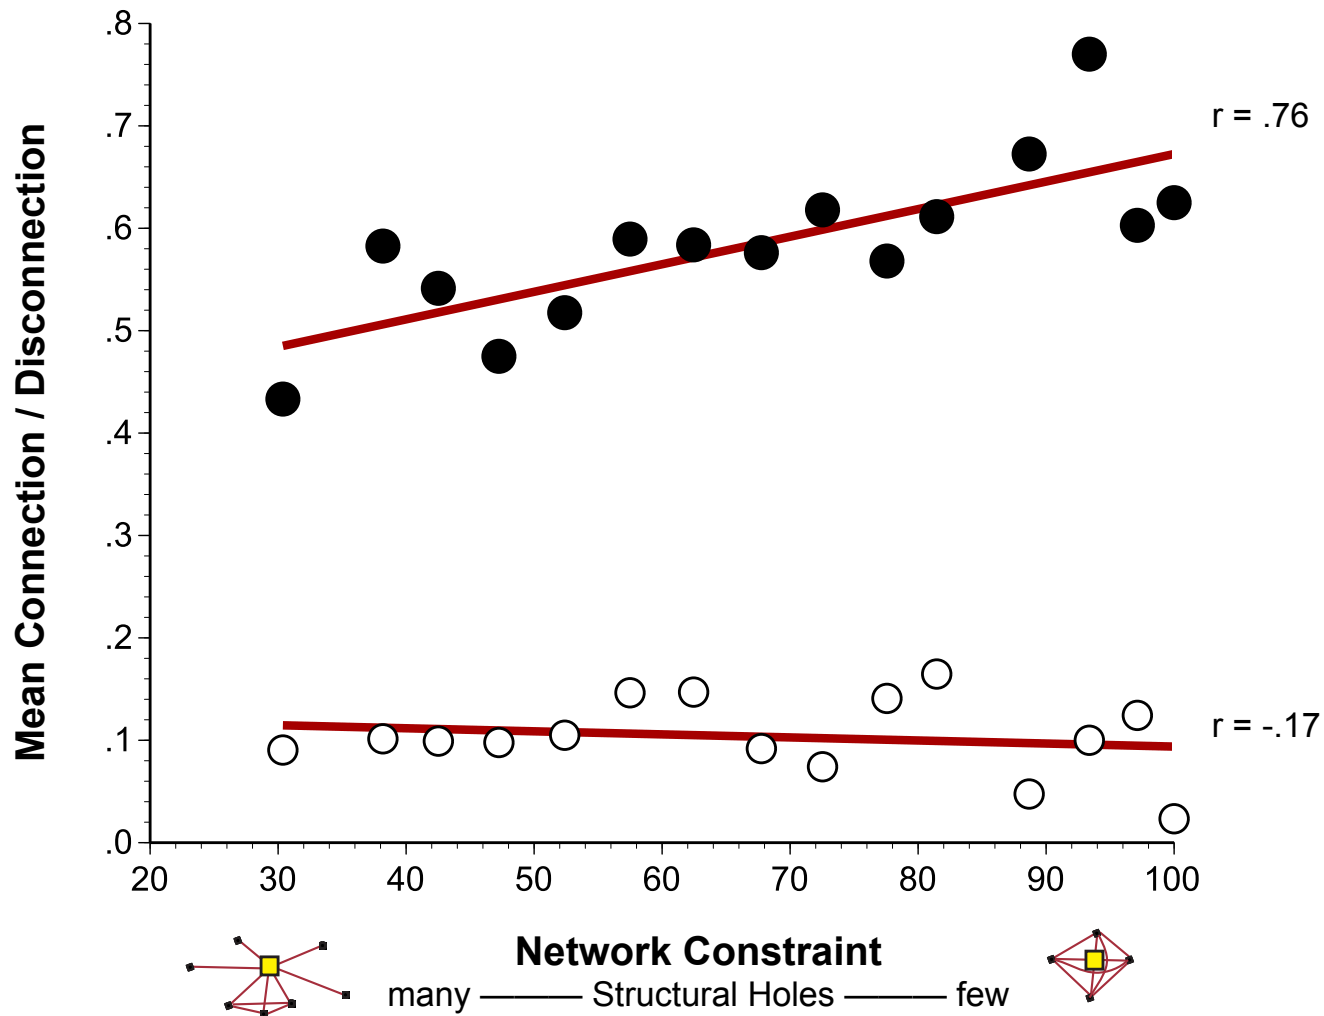 Mean Connection / Disconnection
.8
.7
.6
.5
.4
.3
.2
.1
.0
r = .76
r = -.17
20 30 40 50 60 70 80 90 100
Network Constraint
many ——— Structural Holes ——— few